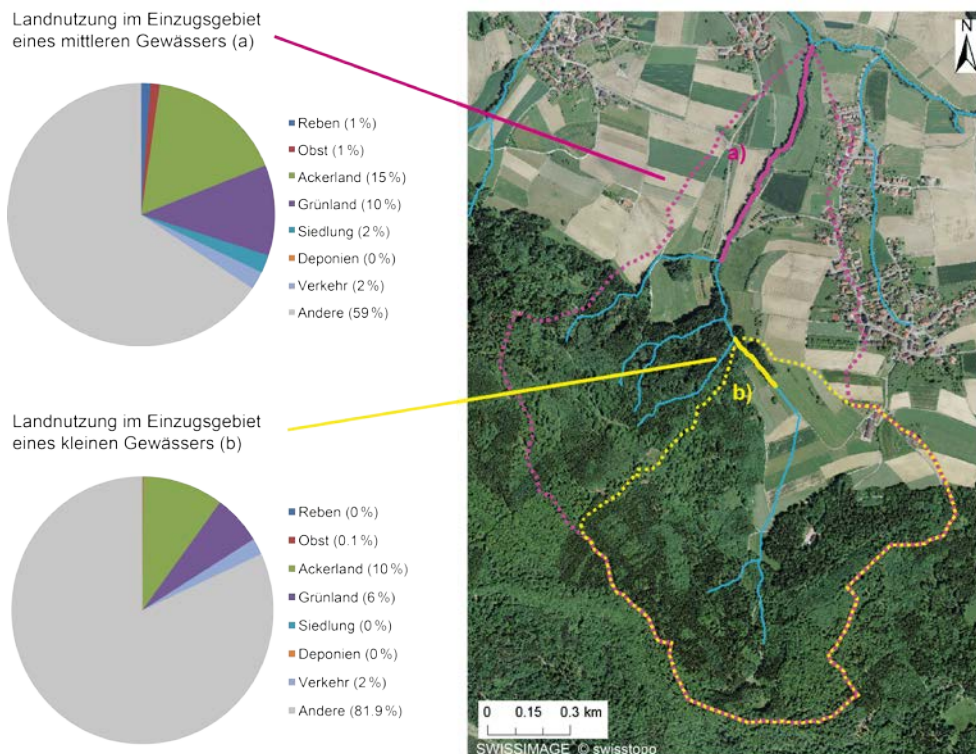 Landnutzung im Einzugsgebiet
eines mittleren Gewässers (a)
Reben (1%)
Obst (1%)
Ackerland (15%)
Grünland (10%)
Siedlung (2%)
Deponien (0%)
Verkehr (2%)
Andere (59%)
Landnutzung im Einzugsgebiet
eines kleinen Gewässers (b)
Reben (0%)
Obst (0.1%)
Ackerland (10%)
Grünland (6%)
Siedlung (0%)
Deponien (0%)
Verkehr (2%)
Andere (81.9%)
N
a)
b)
0 0.15 0.3 km
SWISSIMAGE © swisstopo